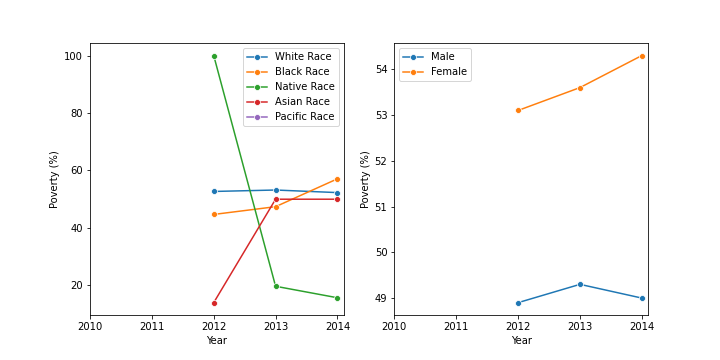 100
80
60
40
20
Poverty (%)
2010 2011 2012 2013 2014
Year
White Race
Black Race
Native Race
Asian Race
Pacific Race
54
53
52
51
50
49
Poverty (%)
2010 2011 2012 2013 2014
Year
Male
Female